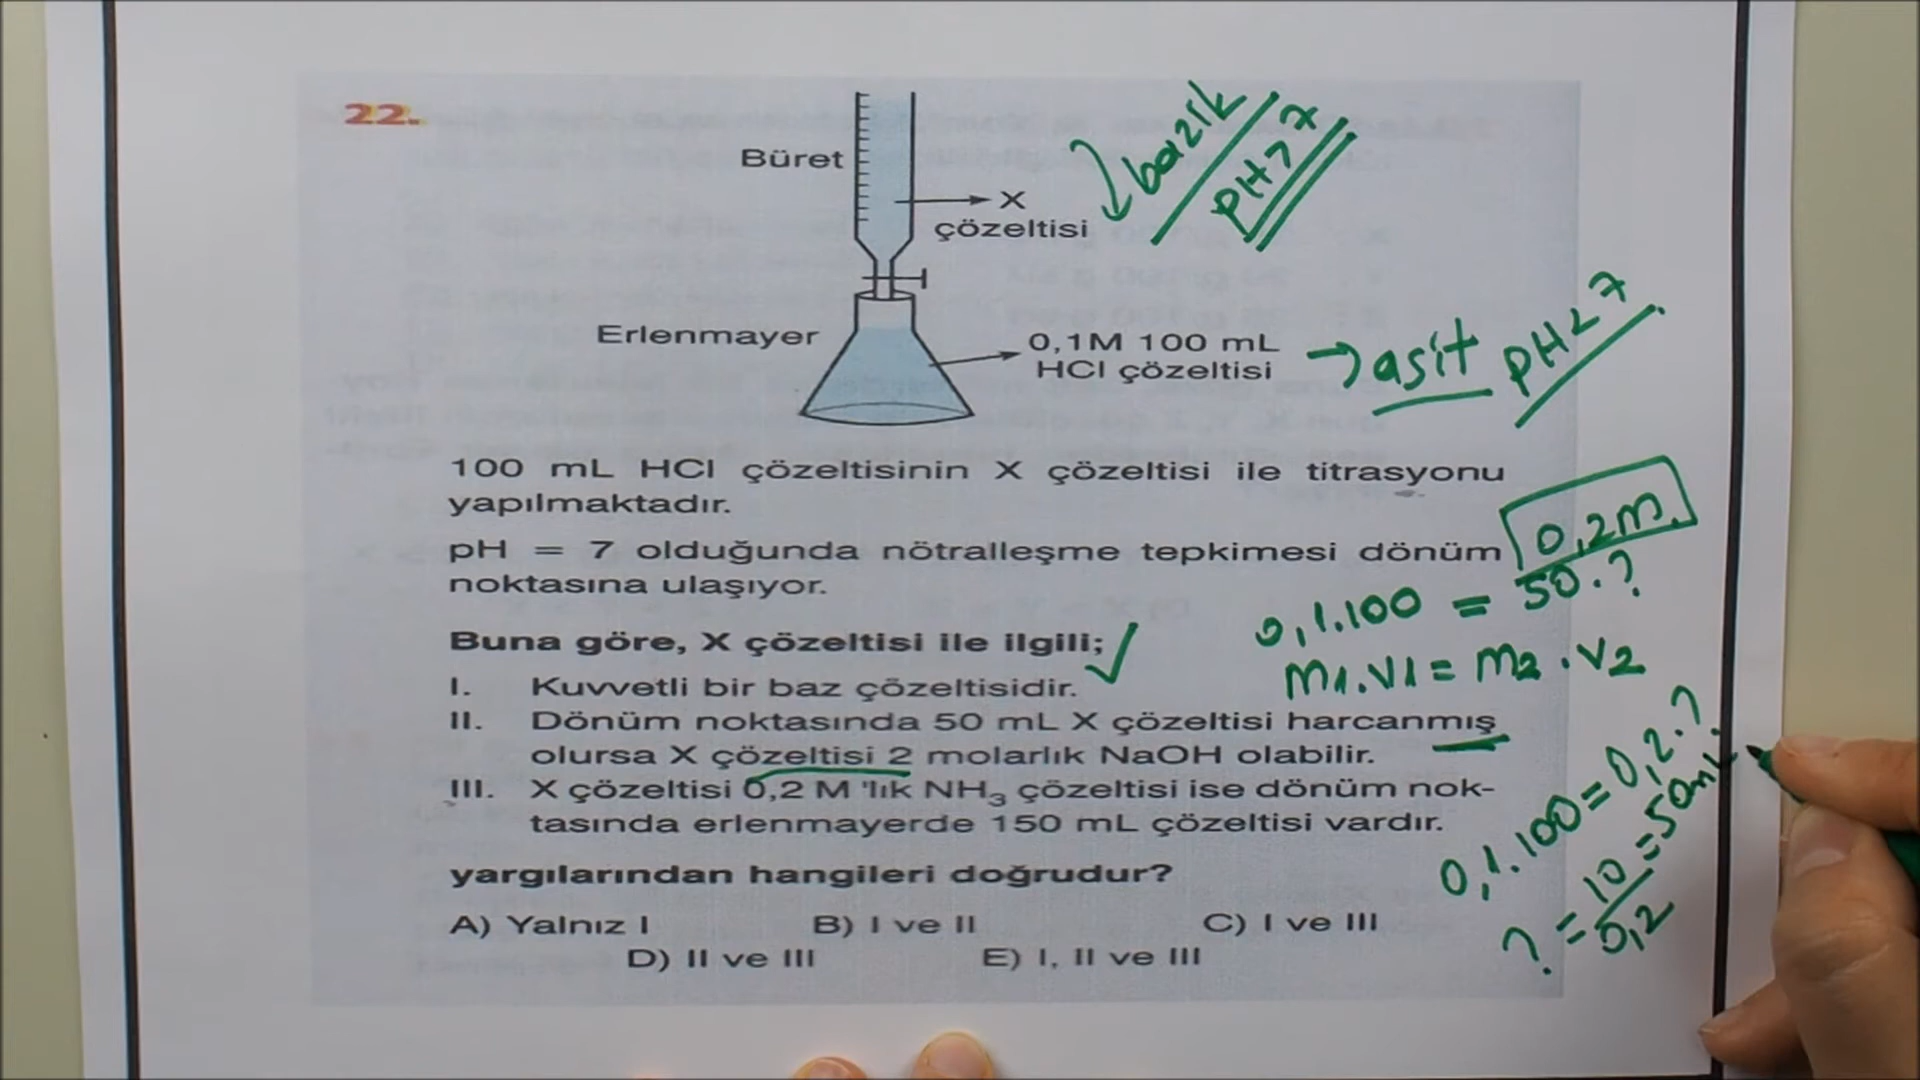 22.
Büret
X
çözeltisi
bazik
pH > 7
Erlenmayer
0,1M 100 mL
HCl çözeltisi
asit pH < 7
100 mL HCl çözeltisinin X çözeltisi ile titrasyonu
yapılmaktadır.
pH = 7 olduğunda nötralleşme tepkimesi dönüm
noktasına ulaşıyor.
0,2m
0,1.100 = 50.?
m1.v1 = m2.v2
Buna göre, X çözeltisi ile ilgili;
I. Kuvvetli bir baz çözeltisidir.
II. Dönüm noktasında 50 mL X çözeltisi harcanmış
olursa X çözeltisi 2 molarlık NaOH olabilir.
III. X çözeltisi 0,2 M 'lık NH₃ çözeltisi ise dönüm nok-
tasında erlenmayerde 150 mL çözeltisi vardır.
0,1.100 = 0,2.?
? = 10/0,2 = 50mL
yargılarından hangileri doğrudur?
A) Yalnız I B) I ve II C) I ve III
D) II ve III E) I, II ve III